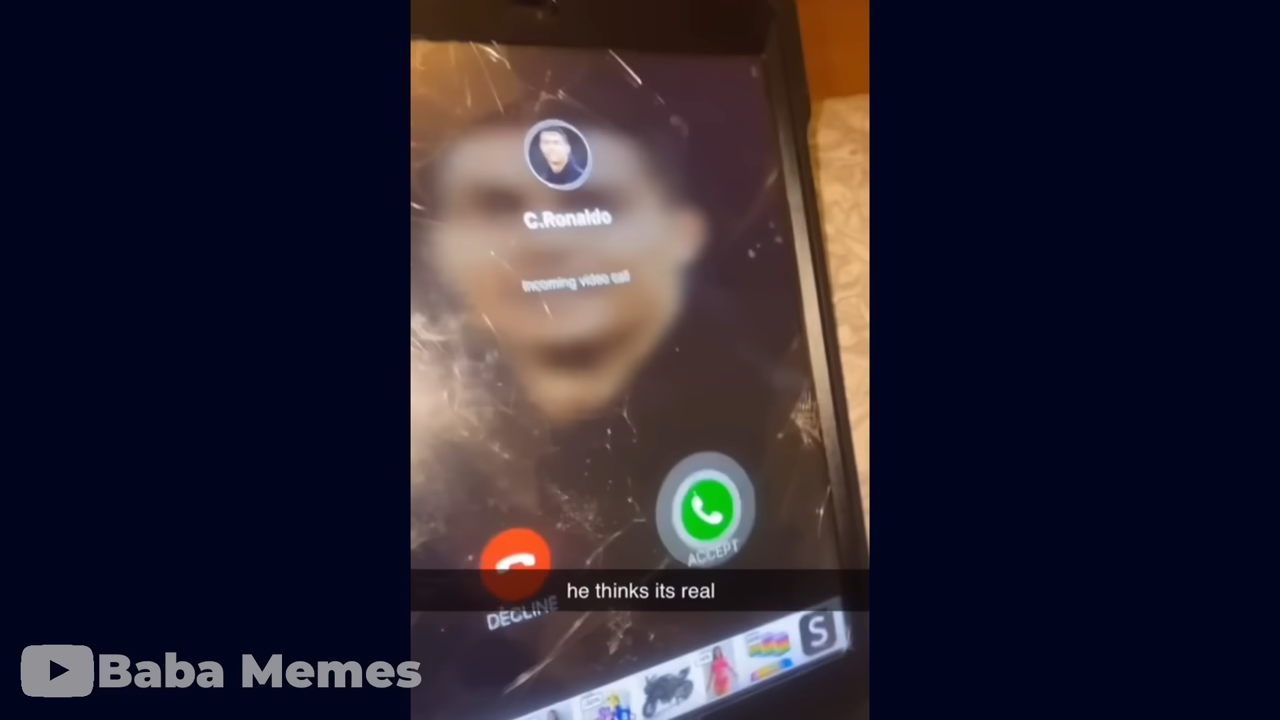 C.Ronaldo
Incoming video call
ACCEPT
he thinks its real
DECLINE
S
Baba Memes